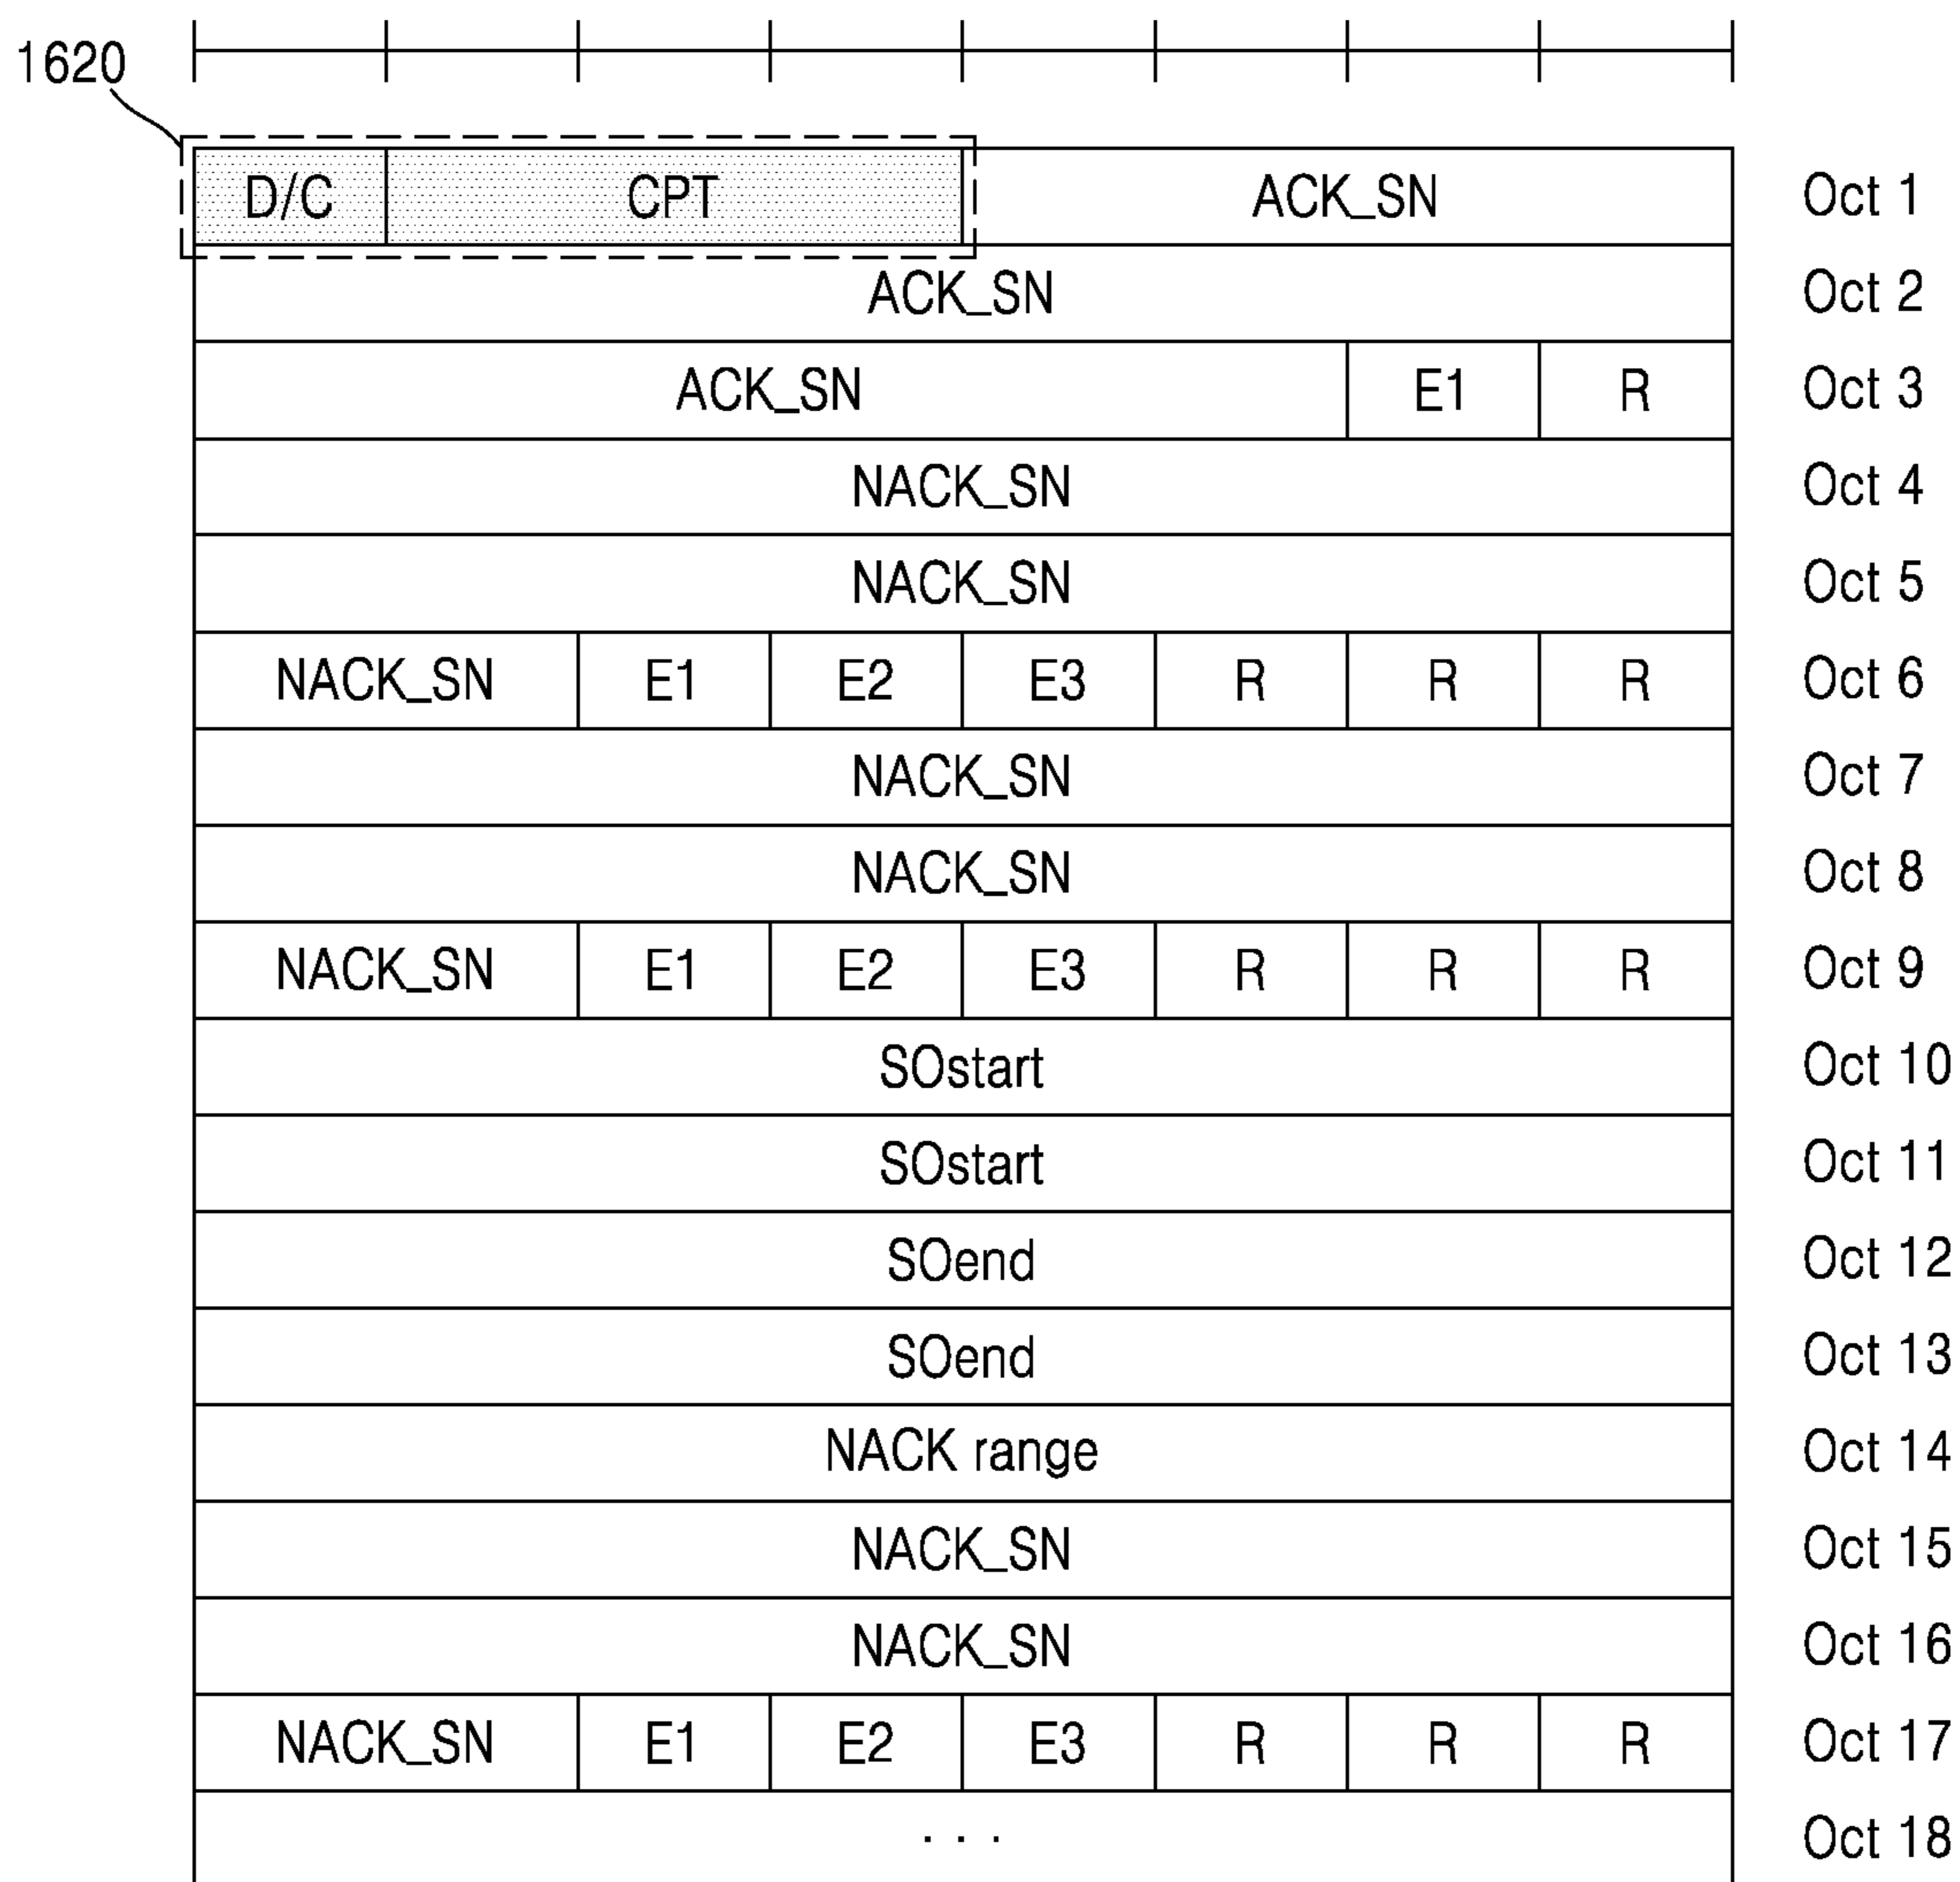 1620
D/C CPT ACK_SN Oct 1
ACK_SN Oct 2
ACK_SN E1 R Oct 3
NACK_SN Oct 4
NACK_SN Oct 5
NACK_SN E1 E2 E3 R R R Oct 6
NACK_SN Oct 7
NACK_SN Oct 8
NACK_SN E1 E2 E3 R R R Oct 9
SOstart Oct 10
SOstart Oct 11
SOend Oct 12
SOend Oct 13
NACK range Oct 14
NACK_SN Oct 15
NACK_SN Oct 16
NACK_SN E1 E2 E3 R R R Oct 17
. . . Oct 18